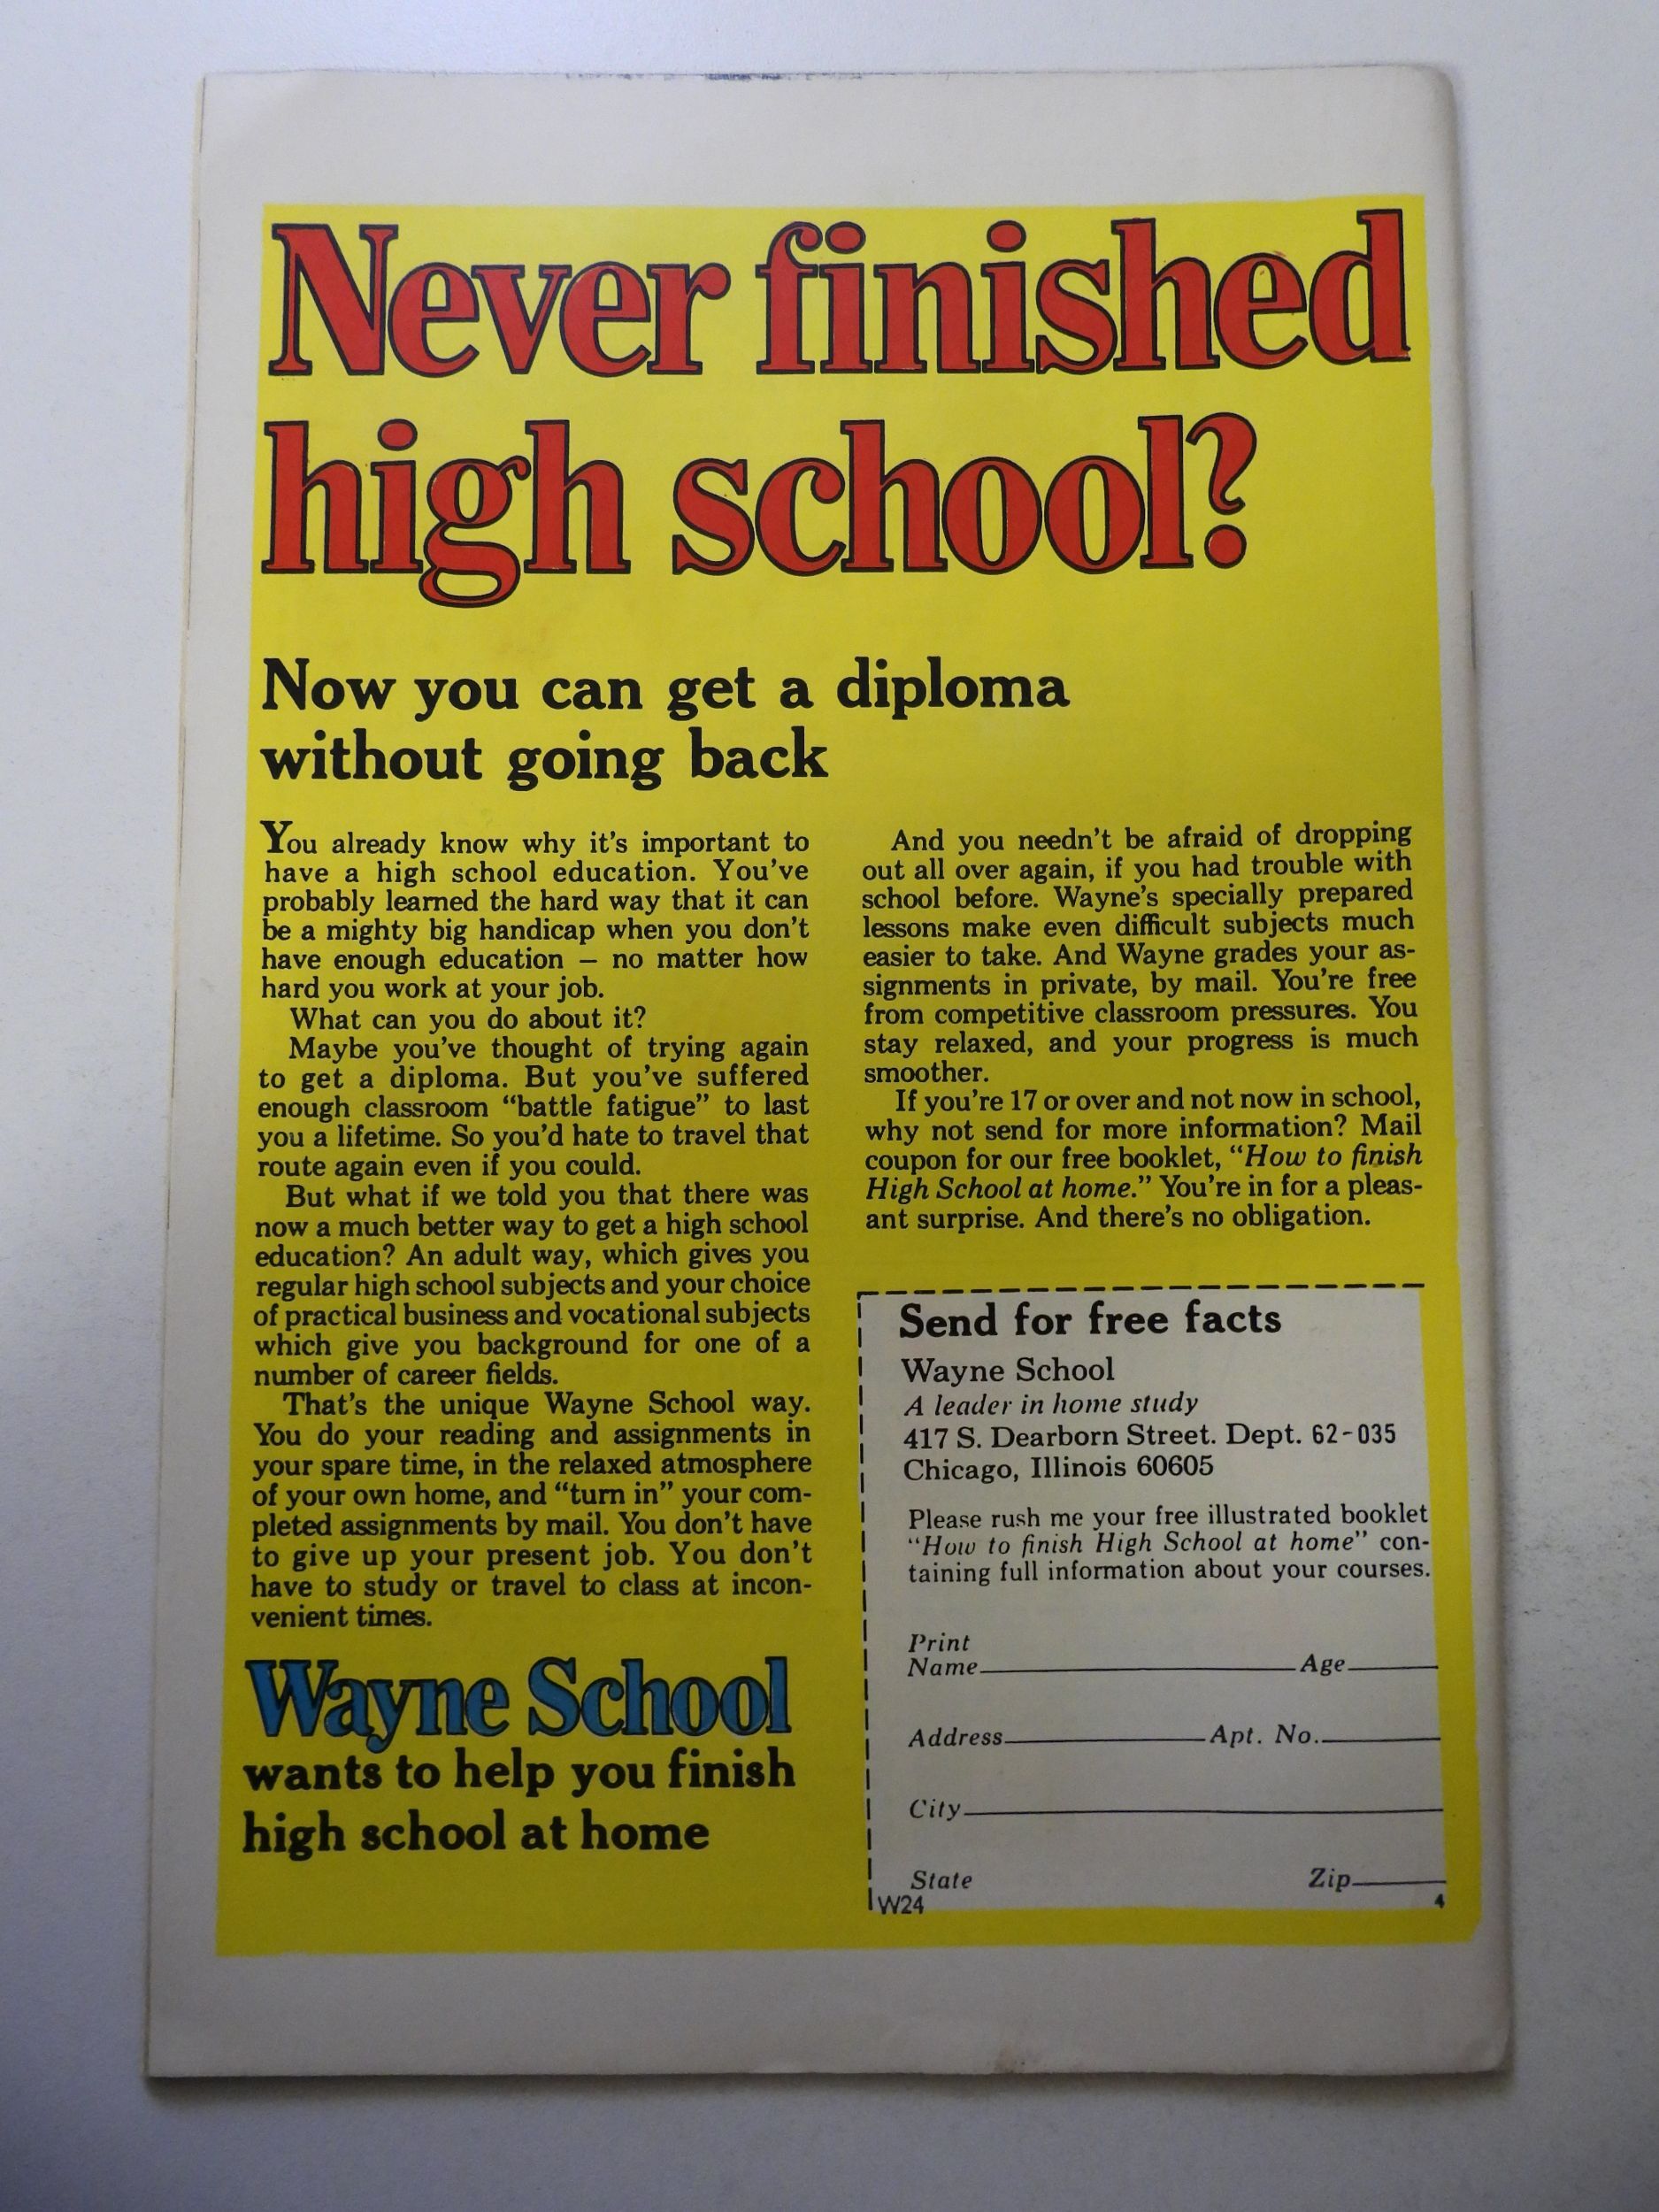 Never finished
high school?
Now you can get a diploma
without going back
You already know why it's important to
have a high school education. You've
probably learned the hard way that it can
be a mighty big handicap when you don't
have enough education – no matter how
hard you work at your job.
What can you do about it?
Maybe you've thought of trying again
to get a diploma. But you've suffered
enough classroom “battle fatigue” to last
you a lifetime. So you'd hate to travel that
route again even if you could.
But what if we told you that there was
now a much better way to get a high school
education? An adult way, which gives you
regular high school subjects and your choice
of practical business and vocational subjects
which give you background for one of a
number of career fields.
That's the unique Wayne School way.
You do your reading and assignments in
your spare time, in the relaxed atmosphere
of your own home, and “turn in” your com-
pleted assignments by mail. You don't have
to give up your present job. You don't
have to study or travel to class at incon-
venient times.
Wayne School
wants to help you finish
high school at home
And you needn't be afraid of dropping
out all over again, if you had trouble with
school before. Wayne's specially prepared
lessons make even difficult subjects much
easier to take. And Wayne grades your as-
signments in private, by mail. You're free
from competitive classroom pressures. You
stay relaxed, and your progress is much
smoother.
If you're 17 or over and not now in school,
why not send for more information? Mail
coupon for our free booklet, “How to finish
High School at home.” You're in for a pleas-
ant surprise. And there's no obligation.
Send for free facts
Wayne School
A leader in home study
417 S. Dearborn Street. Dept. 62-035
Chicago, Illinois 60605
Please rush me your free illustrated booklet
“How to finish High School at home” con-
taining full information about your courses.
Print
Name Age
Address Apt. No.
City
State Zip
W24 4